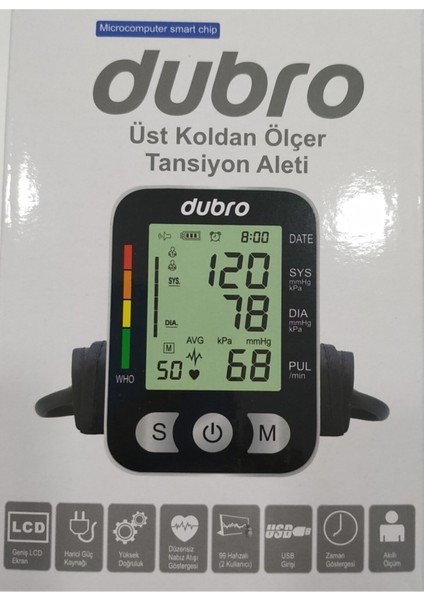 Microcomputer smart chip
dubro
Üst Koldan Ölçer
Tansiyon Aleti
dubro
8:00 DATE
120 SYS
mmHg
kPa
SYS.
78 DIA
mmHg
kPa
DIA.
M AVG kPa mmHg
50 68 PUL
/min
WHO
S M
LCD
Geniş LCD
Ekran
Harici Güç
Kaynağı
Yüksek
Doğruluk
Düzensiz
Nabız Atışı
Göstergesi
99 Hafızalı
(2 Kullanıcı)
USB
USB
Girişi
Zaman
Göstergesi
Akıllı
Ölçüm